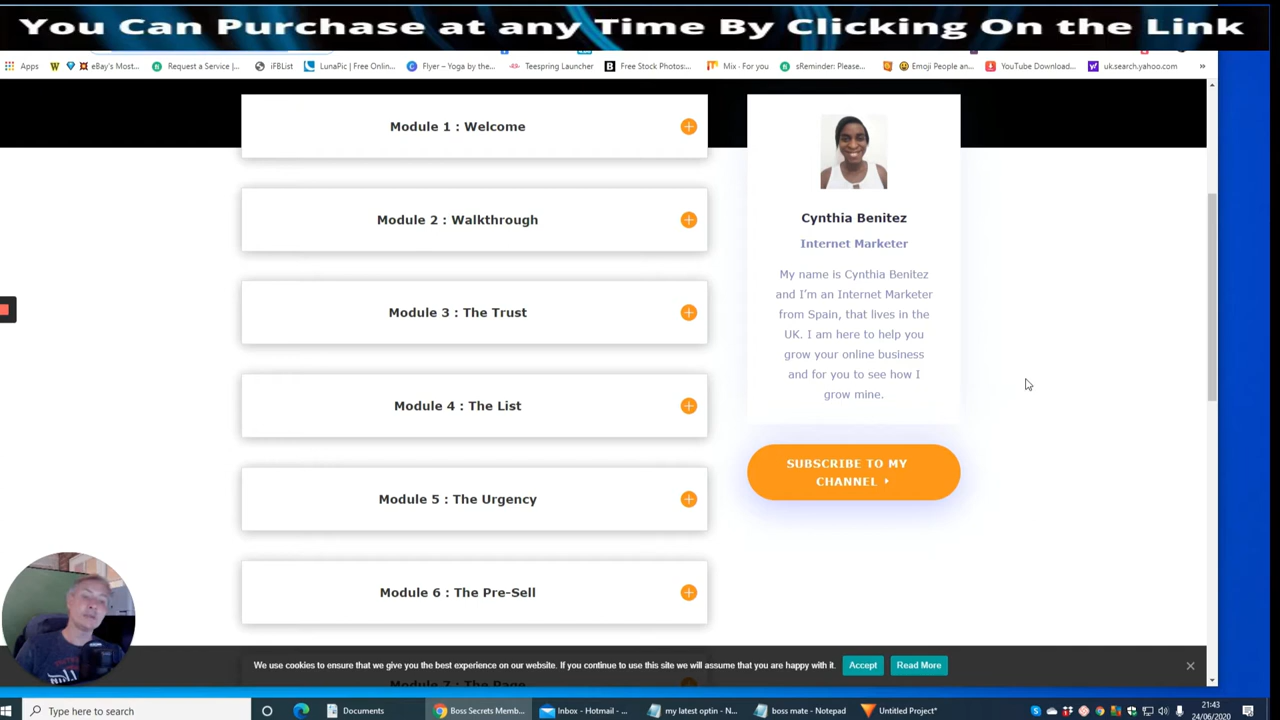 You Can Purchase at any Time By Clicking On the Link
Apps
eBay's Most...
Request a Service |...
iFBList
LunaPic | Free Onlin...
Flyer – Yoga by the...
Teespring Launcher
Free Stock Photos:...
Mix - For you
sReminder: Please...
Emoji People an...
YouTube Download...
uk.search.yahoo.com
»
Module 1 : Welcome
Module 2 : Walkthrough
Module 3 : The Trust
Module 4 : The List
Module 5 : The Urgency
Module 6 : The Pre-Sell
Module 7 : The Page
Cynthia Benitez
Internet Marketer
My name is Cynthia Benitez
and I'm an Internet Marketer
from Spain, that lives in the
UK. I am here to help you
grow your online business
and for you to see how I
grow mine.
SUBSCRIBE TO MY
CHANNEL
We use cookies to ensure that we give you the best experience on our website. If you continue to use this site we will assume that you are happy with it.
Accept
Read More
Type here to search
Documents
Boss Secrets Memb...
Inbox - Hotmail - ...
my latest optin - N...
boss mate - Notepad
Untitled Project*
21:43
24/06/2020